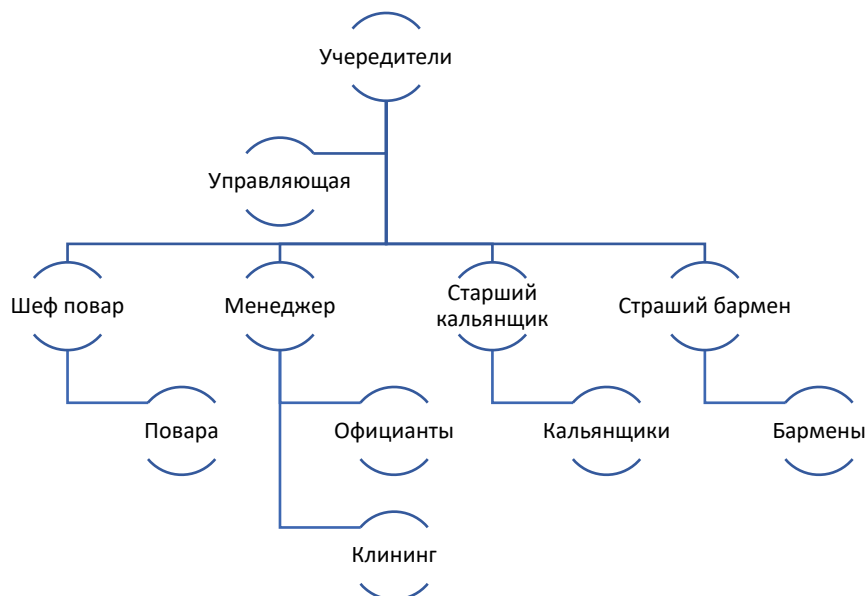 Учередители
Управляющая
Шеф повар
Менеджер
Старший
кальянщик
Страший бармен
Повара
Официанты
Кальянщики
Бармены
Клининг